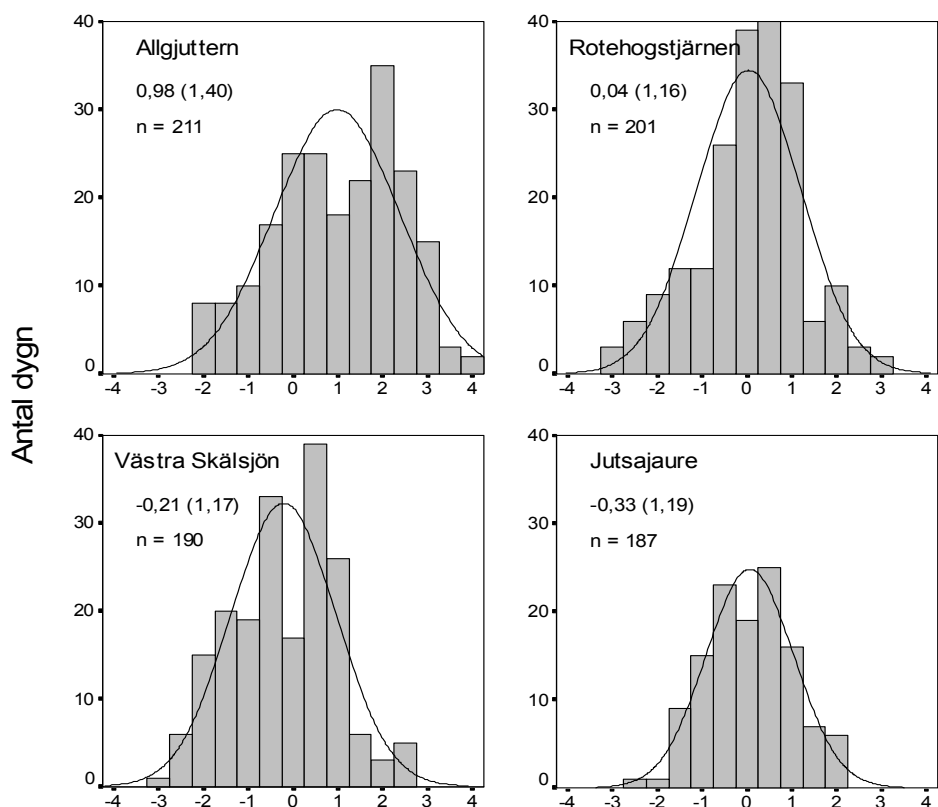 Antal dygn
Allgjuttern
0,98 (1,40)
n = 211
40
30
20
10
0
-4 -3 -2 -1 0 1 2 3 4
Rotehogstjärnen
0,04 (1,16)
n = 201
40
30
20
10
0
-4 -3 -2 -1 0 1 2 3 4
Västra Skälsjön
-0,21 (1,17)
n = 190
40
30
20
10
0
-4 -3 -2 -1 0 1 2 3 4
Jutsajaure
-0,33 (1,19)
n = 187
40
30
20
10
0
-4 -3 -2 -1 0 1 2 3 4